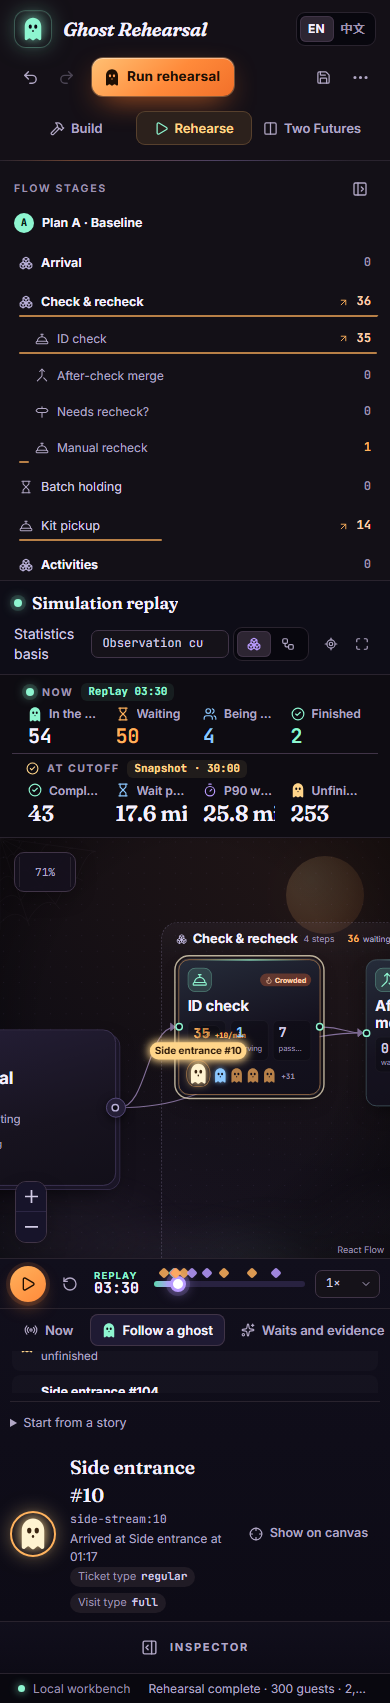 Ghost Rehearsal
EN 中文
Run rehearsal
Build Rehearse Two Futures
FLOW STAGES
A Plan A · Baseline
Arrival 0
Check & recheck 36
ID check 35
After-check merge 0
Needs recheck? 0
Manual recheck 1
Batch holding 0
Kit pickup 14
Activities 0
Simulation replay
Statistics basis
Observation cu
NOW Replay 03:30
In the ... Waiting Being ... Finished
54 50 4 2
AT CUTOFF Snapshot · 30:00
Compl... Wait p... P90 w... Unfini...
43 17.6 mi 25.8 m 253
71%
Check & recheck 4 steps 36 waiting
Crowded
ID check
35 +10/min 1 7
pass...
Side entrance #10
+31
React Flow
REPLAY
03:30
1×
Now Follow a ghost Waits and evidence
unfinished
Side entrance #104
Start from a story
Side entrance
#10
side-stream:10
Arrived at Side entrance at
01:17
Ticket type regular
Visit type full
Show on canvas
INSPECTOR
Local workbench Rehearsal complete · 300 guests · 2,...